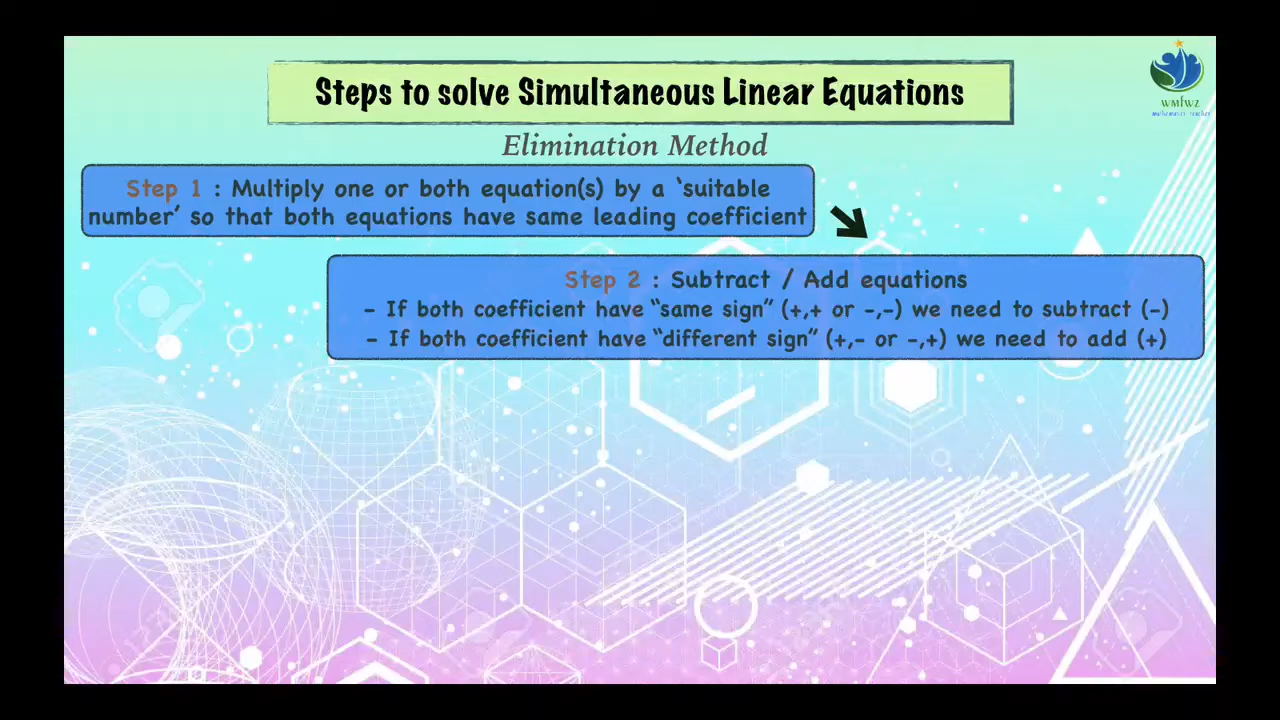 Steps to solve Simultaneous Linear Equations
WMFWZ
Elimination Method
Step 1 : Multiply one or both equation(s) by a ‘suitable
number’ so that both equations have same leading coefficient
Step 2 : Subtract / Add equations
- If both coefficient have “same sign” (+,+ or -,-) we need to subtract (-)
- If both coefficient have “different sign” (+,- or -,+) we need to add (+)